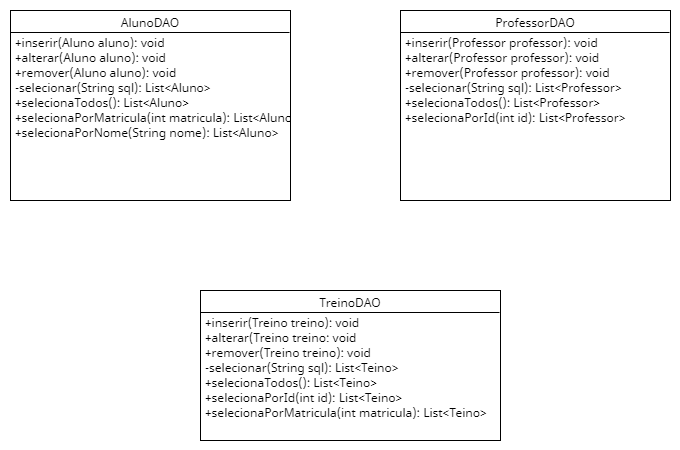 AlunoDAO
+inserir(Aluno aluno): void
+alterar(Aluno aluno): void
+remover(Aluno aluno): void
-selecionar(String sql): List<Aluno>
+selecionaTodos(): List<Aluno>
+selecionaPorMatricula(int matricula): List<Aluno
+selecionaPorNome(String nome): List<Aluno>
ProfessorDAO
+inserir(Professor professor): void
+alterar(Professor professor): void
+remover(Professor professor): void
-selecionar(String sql): List<Professor>
+selecionaTodos(): List<Professor>
+selecionaPorId(int id): List<Professor>
TreinoDAO
+inserir(Treino treino): void
+alterar(Treino treino: void
+remover(Treino treino): void
-selecionar(String sql): List<Teino>
+selecionaTodos(): List<Teino>
+selecionaPorId(int id): List<Teino>
+selecionaPorMatricula(int matricula): List<Teino>